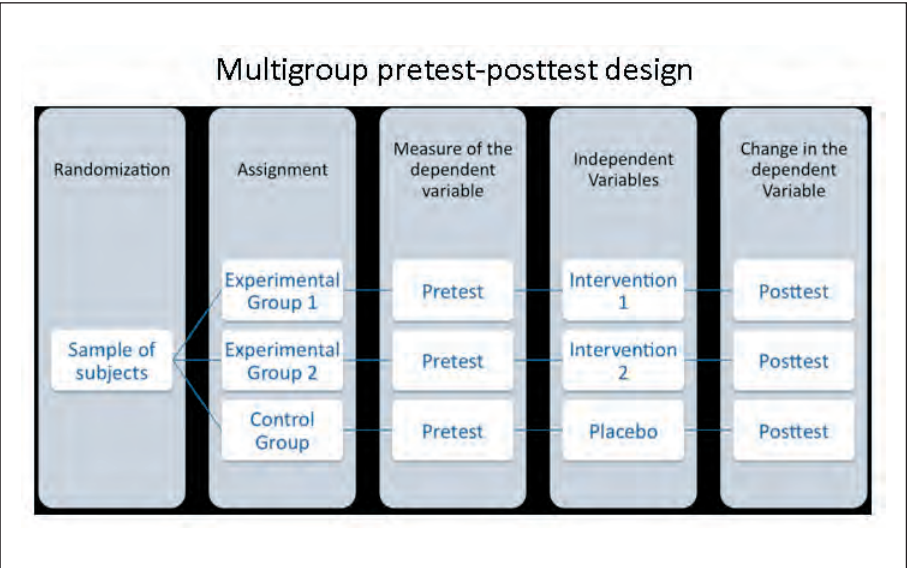 Multigroup pretest-posttest design
Randomization
Assignment
Measure of the
dependent
variable
Independent
Variables
Change in the
dependent
Variable
Sample of
subjects
Experimental
Group 1
Pretest
Intervention
1
Posttest
Experimental
Group 2
Pretest
Intervention
2
Posttest
Control
Group
Pretest
Placebo
Posttest